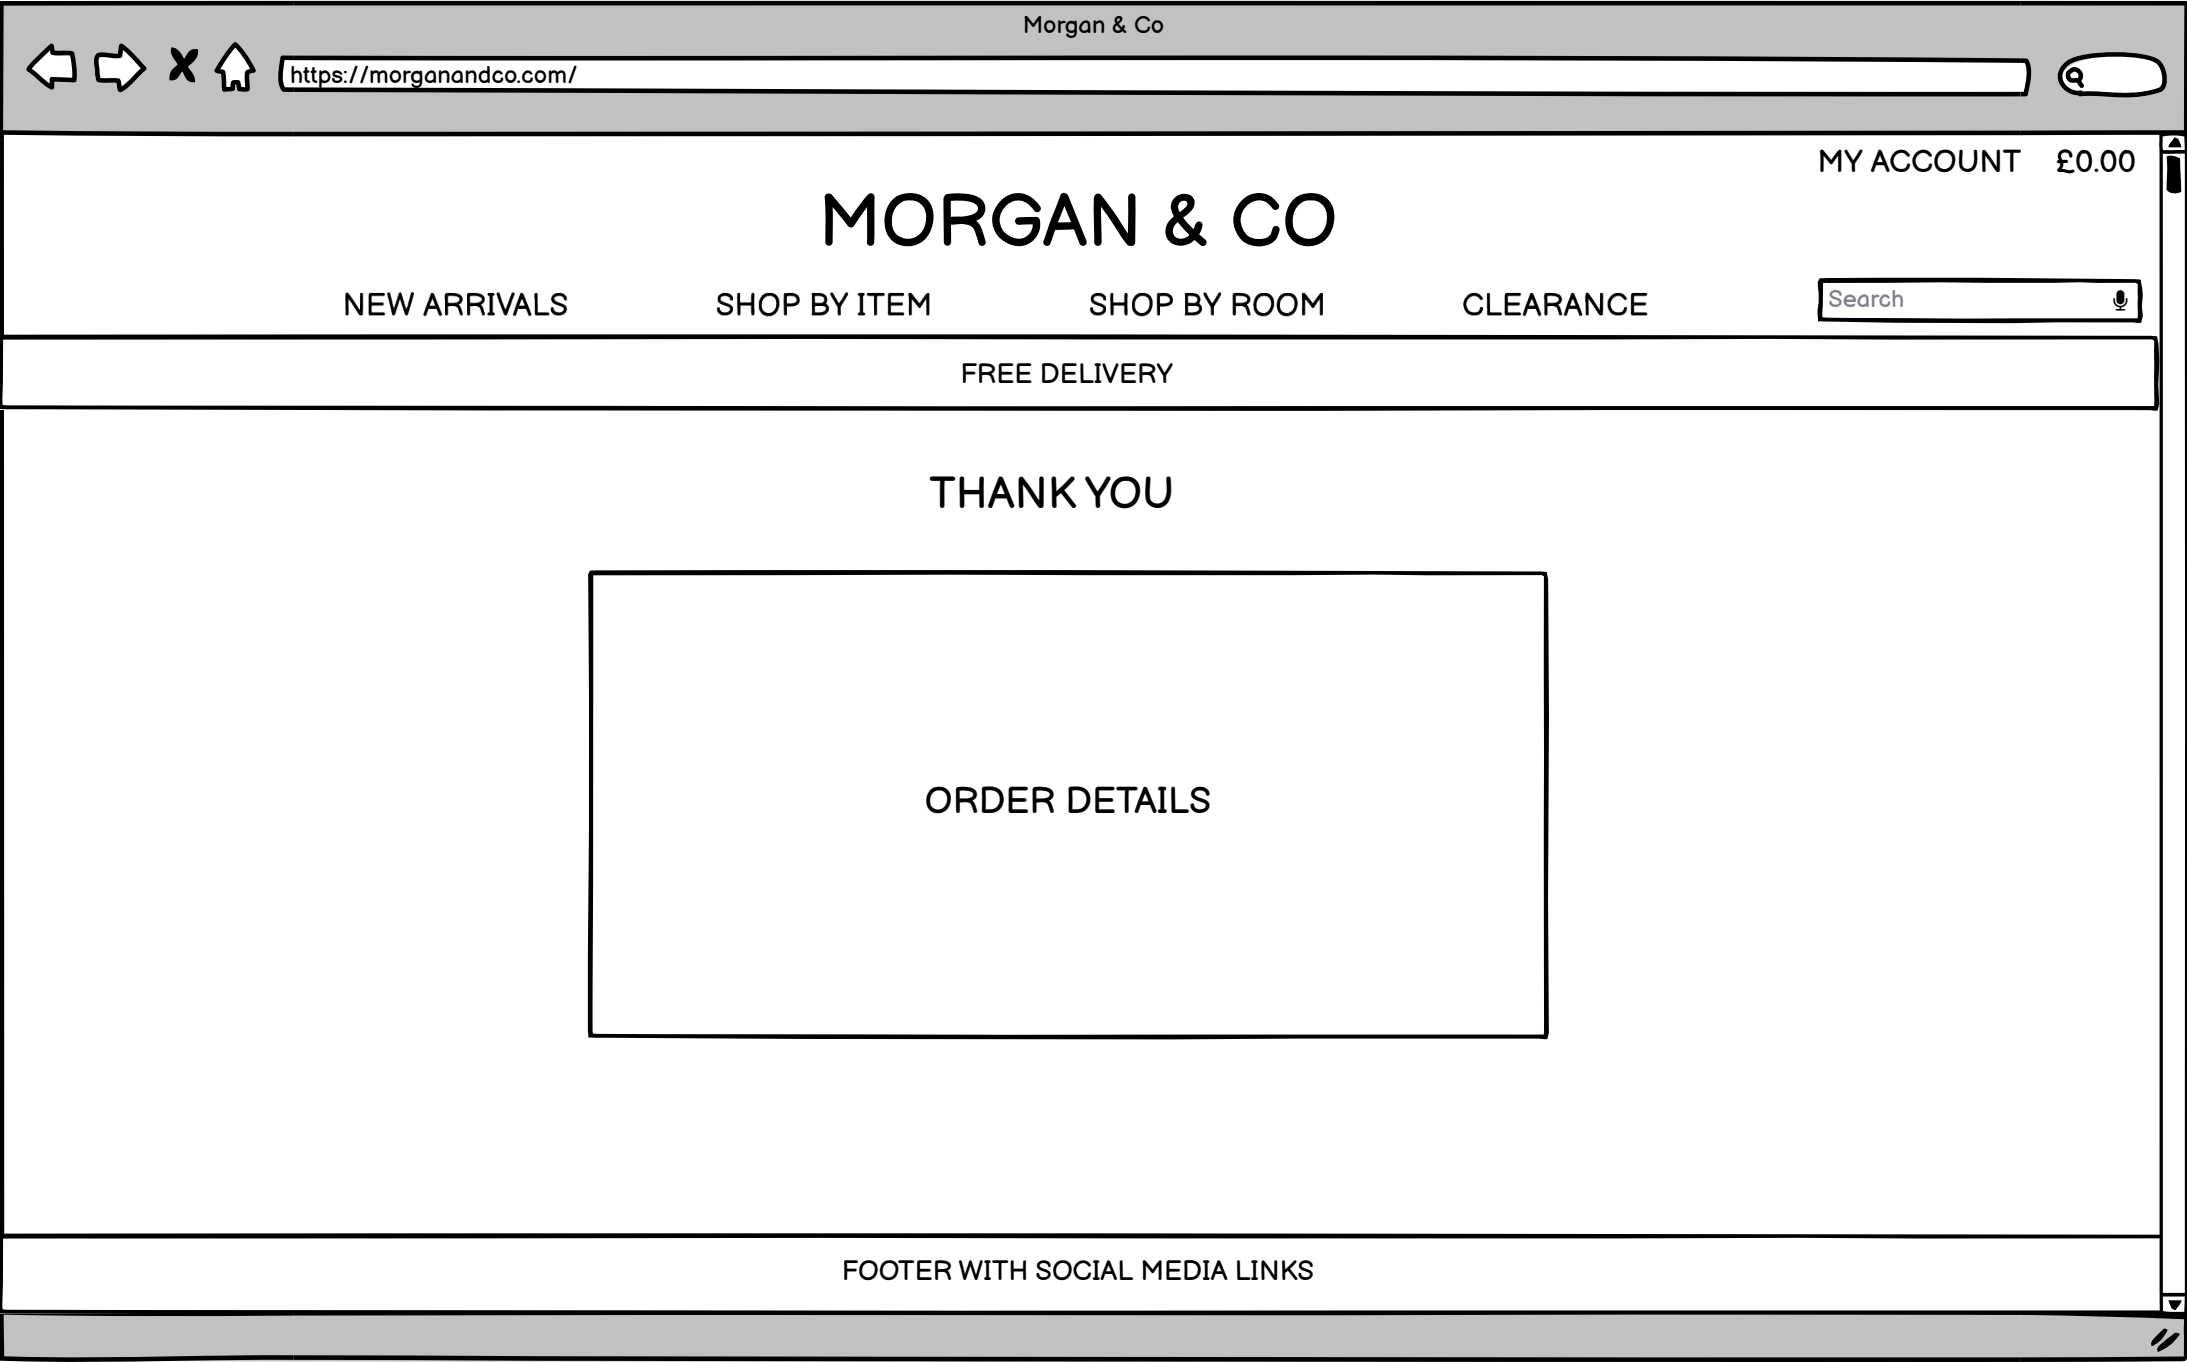 Morgan & Co
https://morganandco.com/
MY ACCOUNT £0.00
MORGAN & CO
NEW ARRIVALS SHOP BY ITEM SHOP BY ROOM CLEARANCE Search
FREE DELIVERY
THANK YOU
ORDER DETAILS
FOOTER WITH SOCIAL MEDIA LINKS